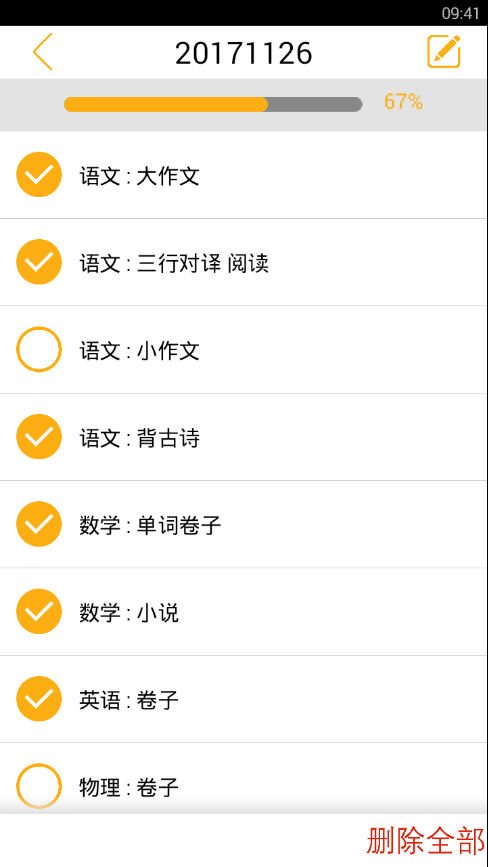 09:41
20171126
67%
语文 : 大作文
语文 : 三行对译 阅读
语文 : 小作文
语文 : 背古诗
数学 : 单词卷子
数学 : 小说
英语 : 卷子
物理 : 卷子
删除全部